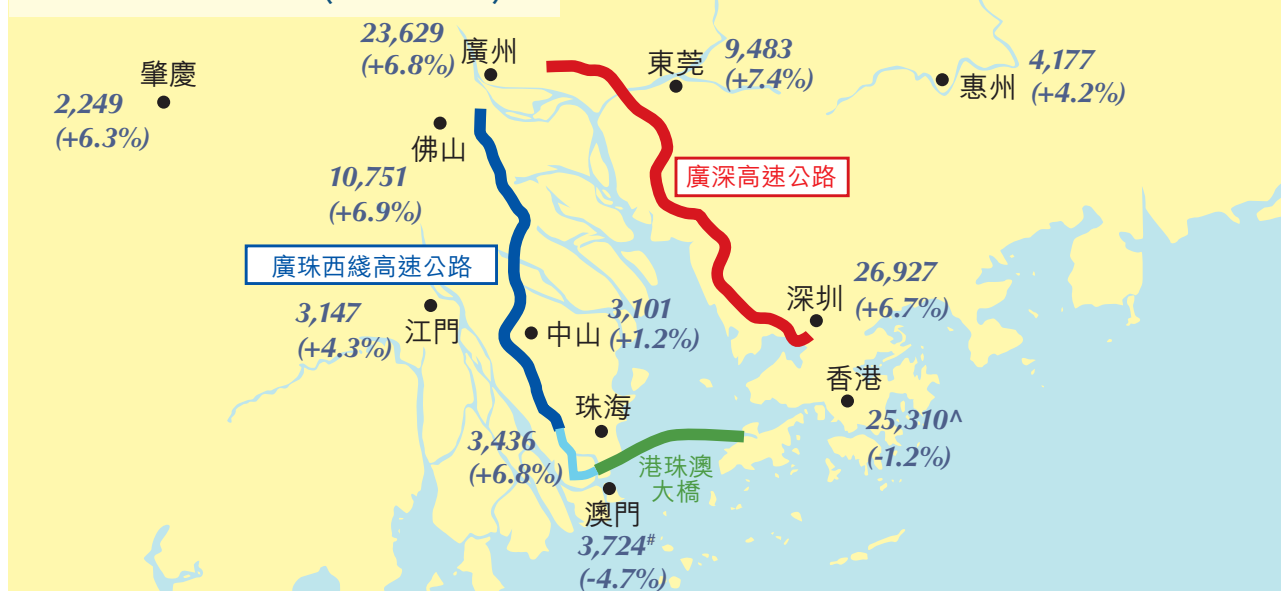 23,629
(+6.8%)
廣州
東莞
9,483
(+7.4%)
惠州
4,177
(+4.2%)
肇慶
2,249
(+6.3%)
佛山
10,751
(+6.9%)
廣深高速公路
廣珠西綫高速公路
深圳
26,927
(+6.7%)
3,147
(+4.3%)
江門
中山
3,101
(+1.2%)
香港
25,310^
(-1.2%)
珠海
3,436
(+6.8%)
港珠澳
大橋
澳門
3,724#
(-4.7%)